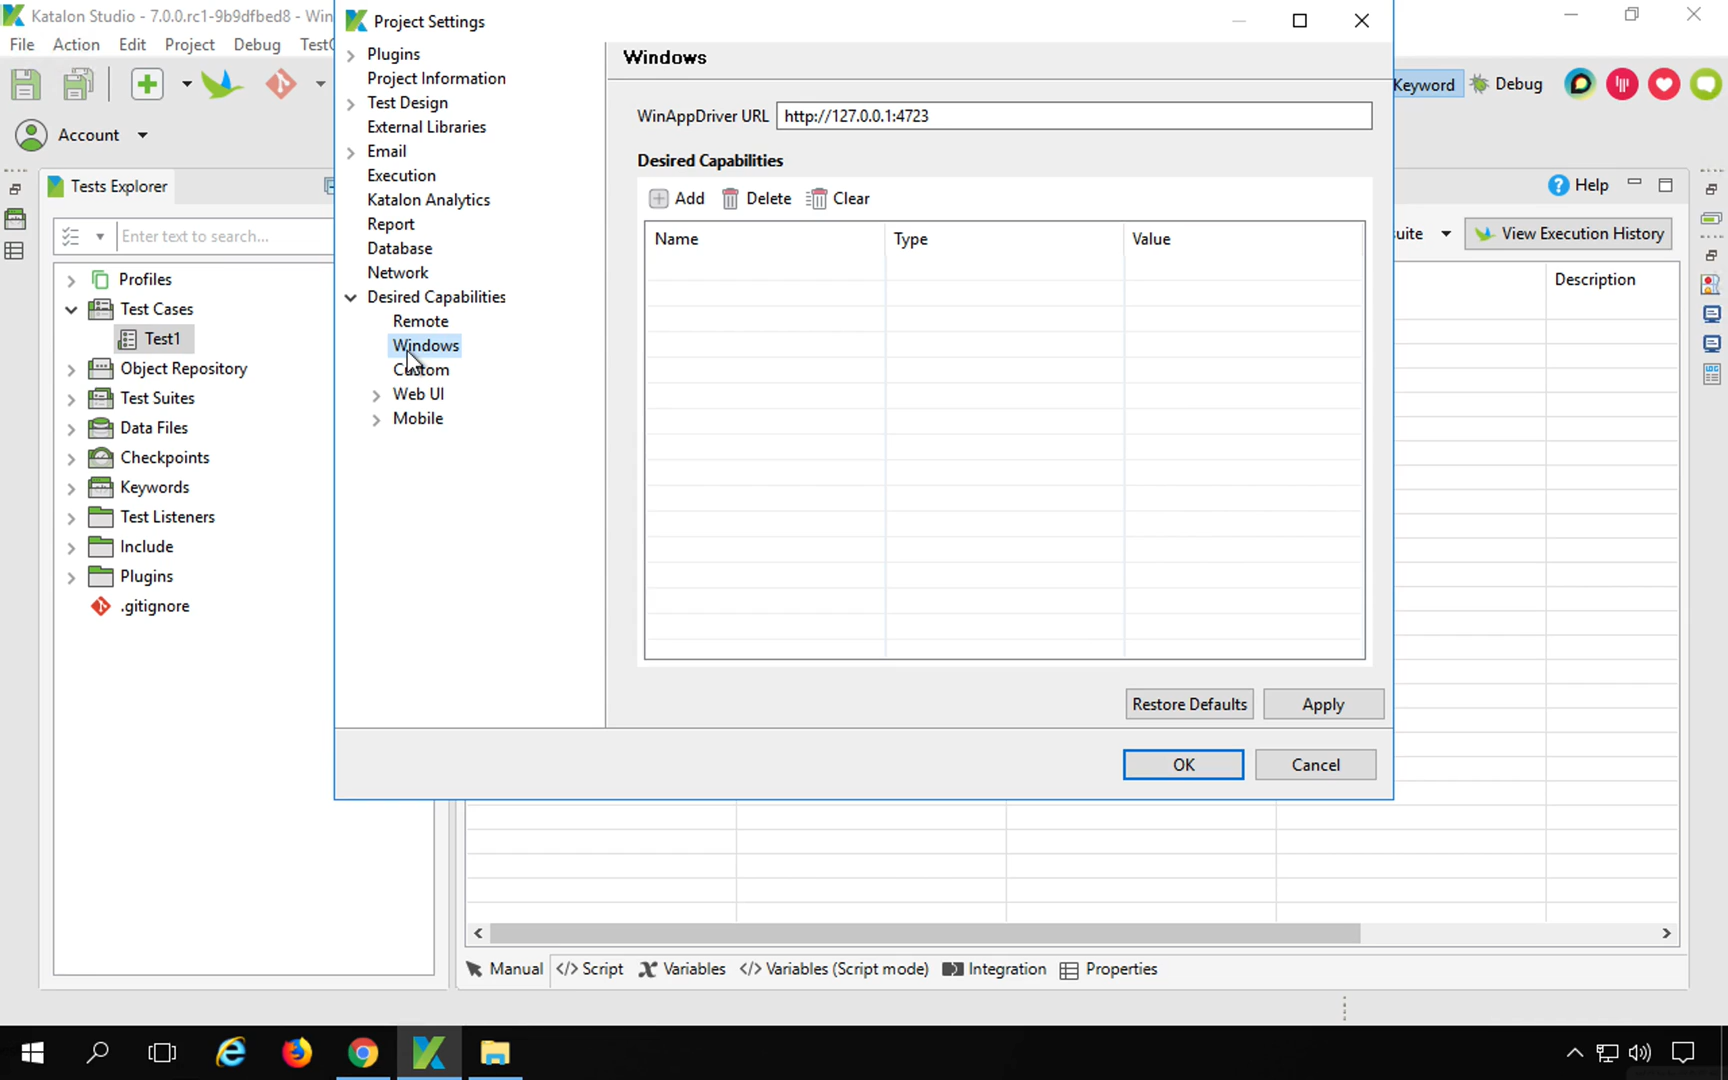 Katalon Studio - 7.0.0.rc1-9b9dfbed8 - Win
Project Settings
File Action Edit Project Debug TestC
Keyword Debug
Account
Tests Explorer
Enter text to search...
Profiles
Test Cases
Test1
Object Repository
Test Suites
Data Files
Checkpoints
Keywords
Test Listeners
Include
Plugins
.gitignore
Plugins
Project Information
Test Design
External Libraries
Email
Execution
Katalon Analytics
Report
Database
Network
Desired Capabilities
Remote
Windows
Custom
Web UI
Mobile
Windows
WinAppDriver URL http://127.0.0.1:4723
Desired Capabilities
Add Delete Clear
Name Type Value
Restore Defaults Apply
OK Cancel
Help
uite View Execution History
Description
LOG
Manual </> Script Variables </> Variables (Script mode) Integration Properties